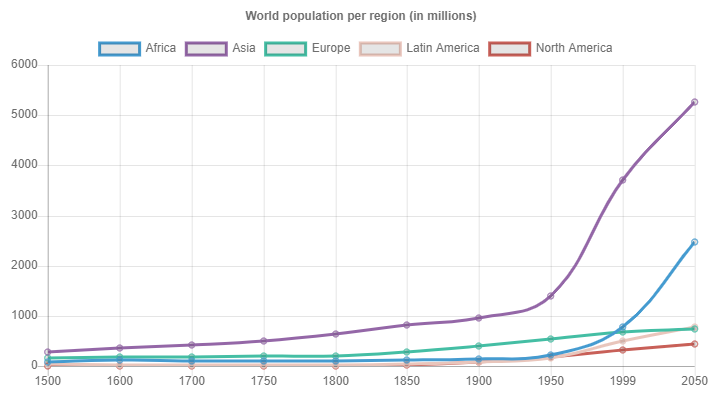 World population per region (in millions)
Africa Asia Europe Latin America North America
6000
5000
4000
3000
2000
1000
0
1500 1600 1700 1750 1800 1850 1900 1950 1999 2050